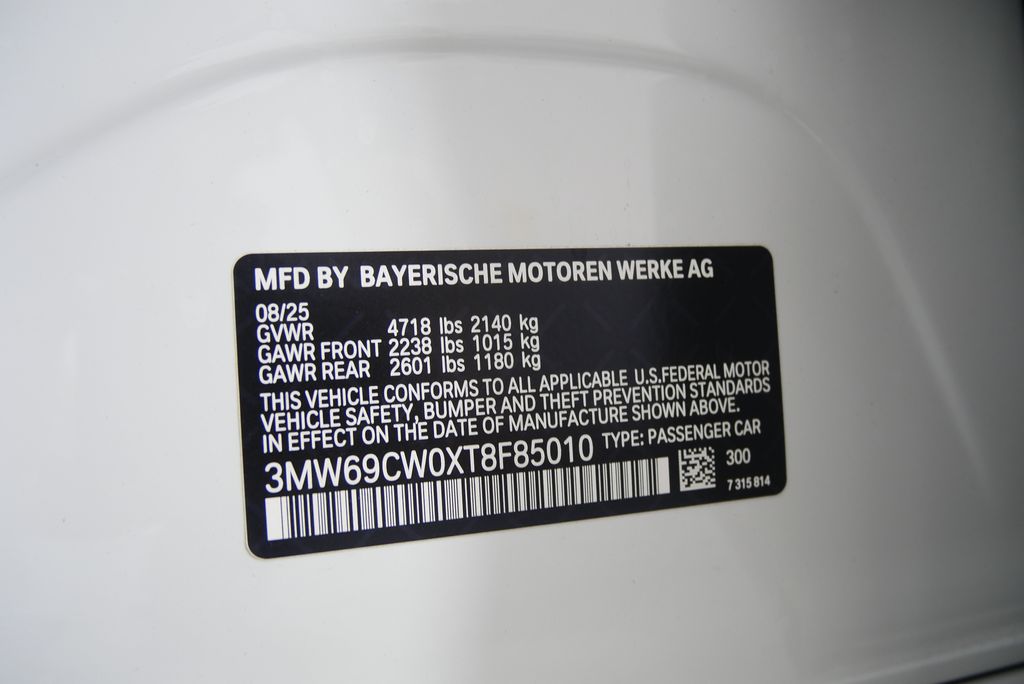 MFD BY BAYERISCHE MOTOREN WERKE AG
08/25
GVWR 4718 lbs 2140 kg
GAWR FRONT 2238 lbs 1015 kg
GAWR REAR 2601 lbs 1180 kg
THIS VEHICLE CONFORMS TO ALL APPLICABLE U.S.FEDERAL MOTOR
VEHICLE SAFETY, BUMPER AND THEFT PREVENTION STANDARDS
IN EFFECT ON THE DATE OF MANUFACTURE SHOWN ABOVE.
3MW69CW0XT8F85010 TYPE: PASSENGER CAR
300
7 315 814